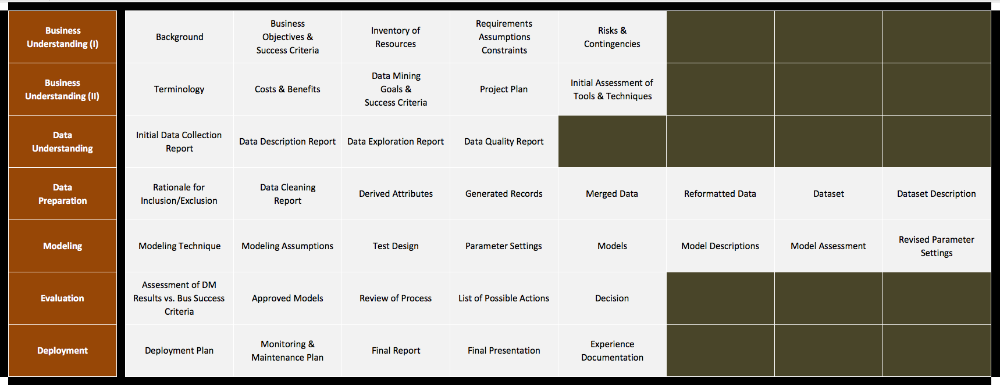 Business
Understanding (I)
Background
Business
Objectives &
Success Criteria
Inventory of
Resources
Requirements
Assumptions
Constraints
Risks &
Contingencies
Business
Understanding (II)
Terminology
Costs & Benefits
Data Mining
Goals &
Success Criteria
Project Plan
Initial Assessment of
Tools & Techniques
Data
Understanding
Initial Data Collection
Report
Data Description Report
Data Exploration Report
Data Quality Report
Data
Preparation
Rationale for
Inclusion/Exclusion
Data Cleaning
Report
Derived Attributes
Generated Records
Merged Data
Reformatted Data
Dataset
Dataset Description
Modeling
Modeling Technique
Modeling Assumptions
Test Design
Parameter Settings
Models
Model Descriptions
Model Assessment
Revised Parameter
Settings
Evaluation
Assessment of DM
Results vs. Bus Success
Criteria
Approved Models
Review of Process
List of Possible Actions
Decision
Deployment
Deployment Plan
Monitoring &
Maintenance Plan
Final Report
Final Presentation
Experience
Documentation